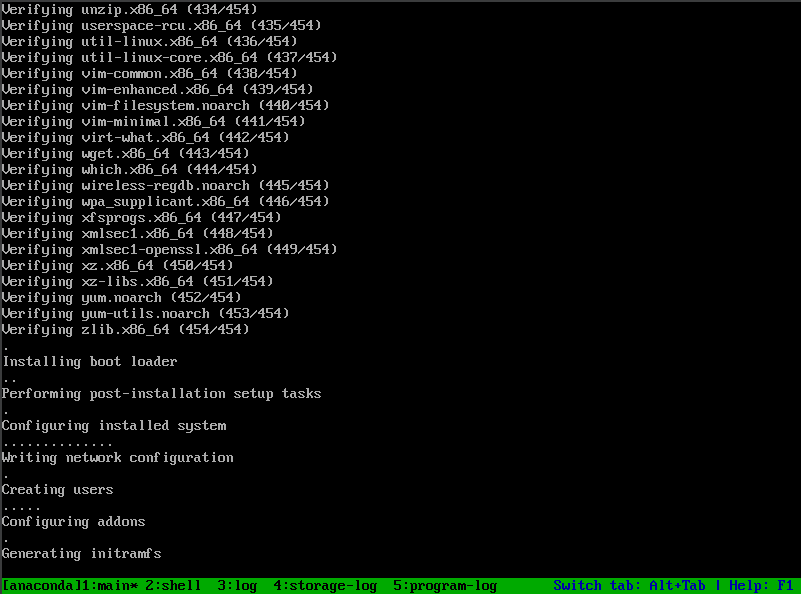 Verifying unzip.x86_64 (434/454)
Verifying userspace-rcu.x86_64 (435/454)
Verifying util-linux.x86_64 (436/454)
Verifying util-linux-core.x86_64 (437/454)
Verifying vim-common.x86_64 (438/454)
Verifying vim-enhanced.x86_64 (439/454)
Verifying vim-filesystem.noarch (440/454)
Verifying vim-minimal.x86_64 (441/454)
Verifying virt-what.x86_64 (442/454)
Verifying wget.x86_64 (443/454)
Verifying which.x86_64 (444/454)
Verifying wireless-regdb.noarch (445/454)
Verifying wpa_supplicant.x86_64 (446/454)
Verifying xfsprogs.x86_64 (447/454)
Verifying xmlsec1.x86_64 (448/454)
Verifying xmlsec1-openssl.x86_64 (449/454)
Verifying xz.x86_64 (450/454)
Verifying xz-libs.x86_64 (451/454)
Verifying yum.noarch (452/454)
Verifying yum-utils.noarch (453/454)
Verifying zlib.x86_64 (454/454)
.
Installing boot loader
..
Performing post-installation setup tasks
.
Configuring installed system
..............
Writing network configuration
.
Creating users
.....
Configuring addons
.
Generating initramfs
[anaconda]1:main* 2:shell  3:log  4:storage-log  5:program-log Switch tab: Alt+Tab | Help: F1